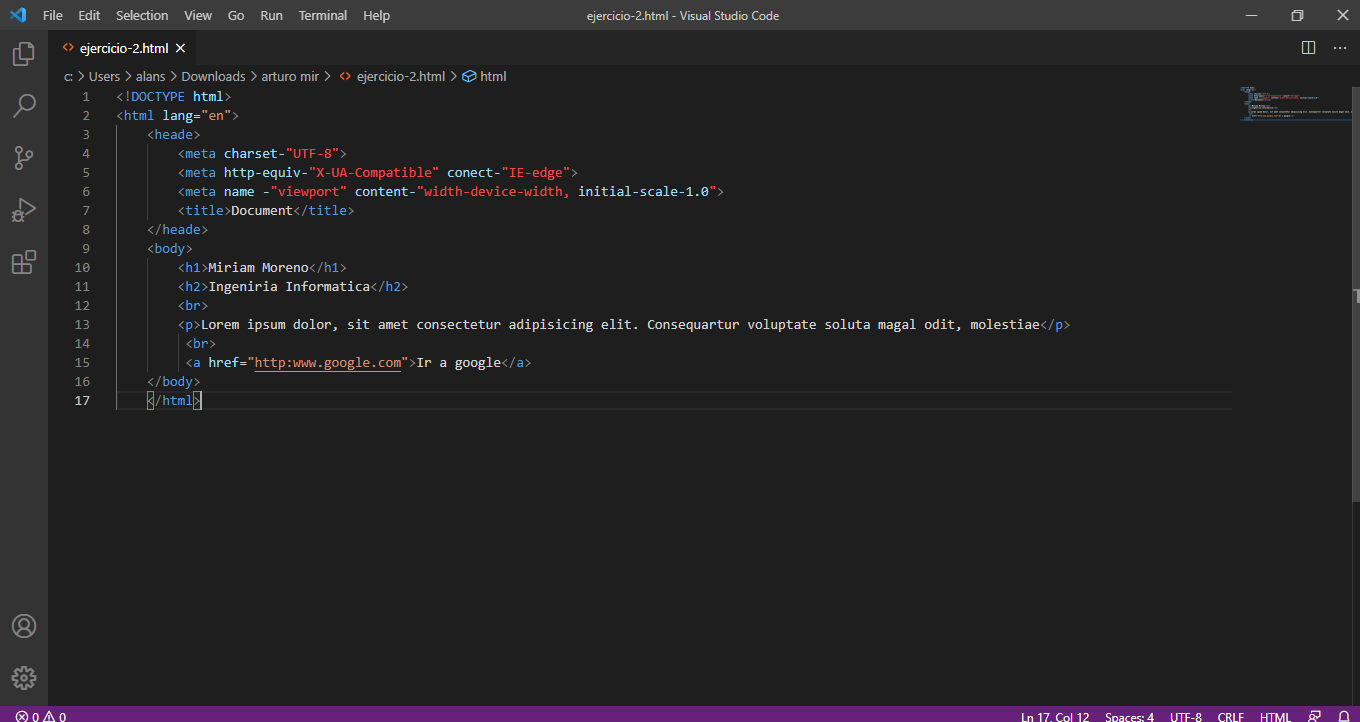 File Edit Selection View Go Run Terminal Help ejercicio-2.html - Visual Studio Code
ejercicio-2.html
c: > Users > alans > Downloads > arturo mir > ejercicio-2.html > html
1 <!DOCTYPE html>
2 <html lang="en">
3 <heade>
4 <meta charset-"UTF-8">
5 <meta http-equiv-"X-UA-Compatible" conect-"IE-edge">
6 <meta name -"viewport" content-"width-device-width, initial-scale-1.0">
7 <title>Document</title>
8 </heade>
9 <body>
10 <h1>Miriam Moreno</h1>
11 <h2>Ingeniria Informatica</h2>
12 <br>
13 <p>Lorem ipsum dolor, sit amet consectetur adipisicing elit. Consequartur voluptate soluta magal odit, molestiae</p>
14 <br>
15 <a href="http:www.google.com">Ir a google</a>
16 </body>
17 </html>
0 0 Ln 17, Col 12 Spaces: 4 UTF-8 CRLF HTML